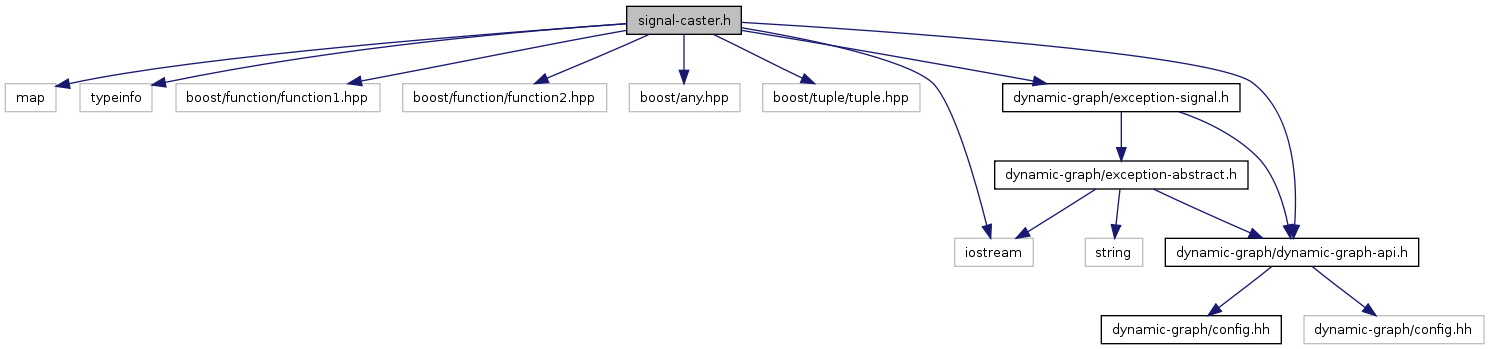 signal-caster.h
map
typeinfo
boost/function/function1.hpp
boost/function/function2.hpp
boost/any.hpp
boost/tuple/tuple.hpp
dynamic-graph/exception-signal.h
dynamic-graph/exception-abstract.h
iostream
string
dynamic-graph/dynamic-graph-api.h
dynamic-graph/config.hh
dynamic-graph/config.hh